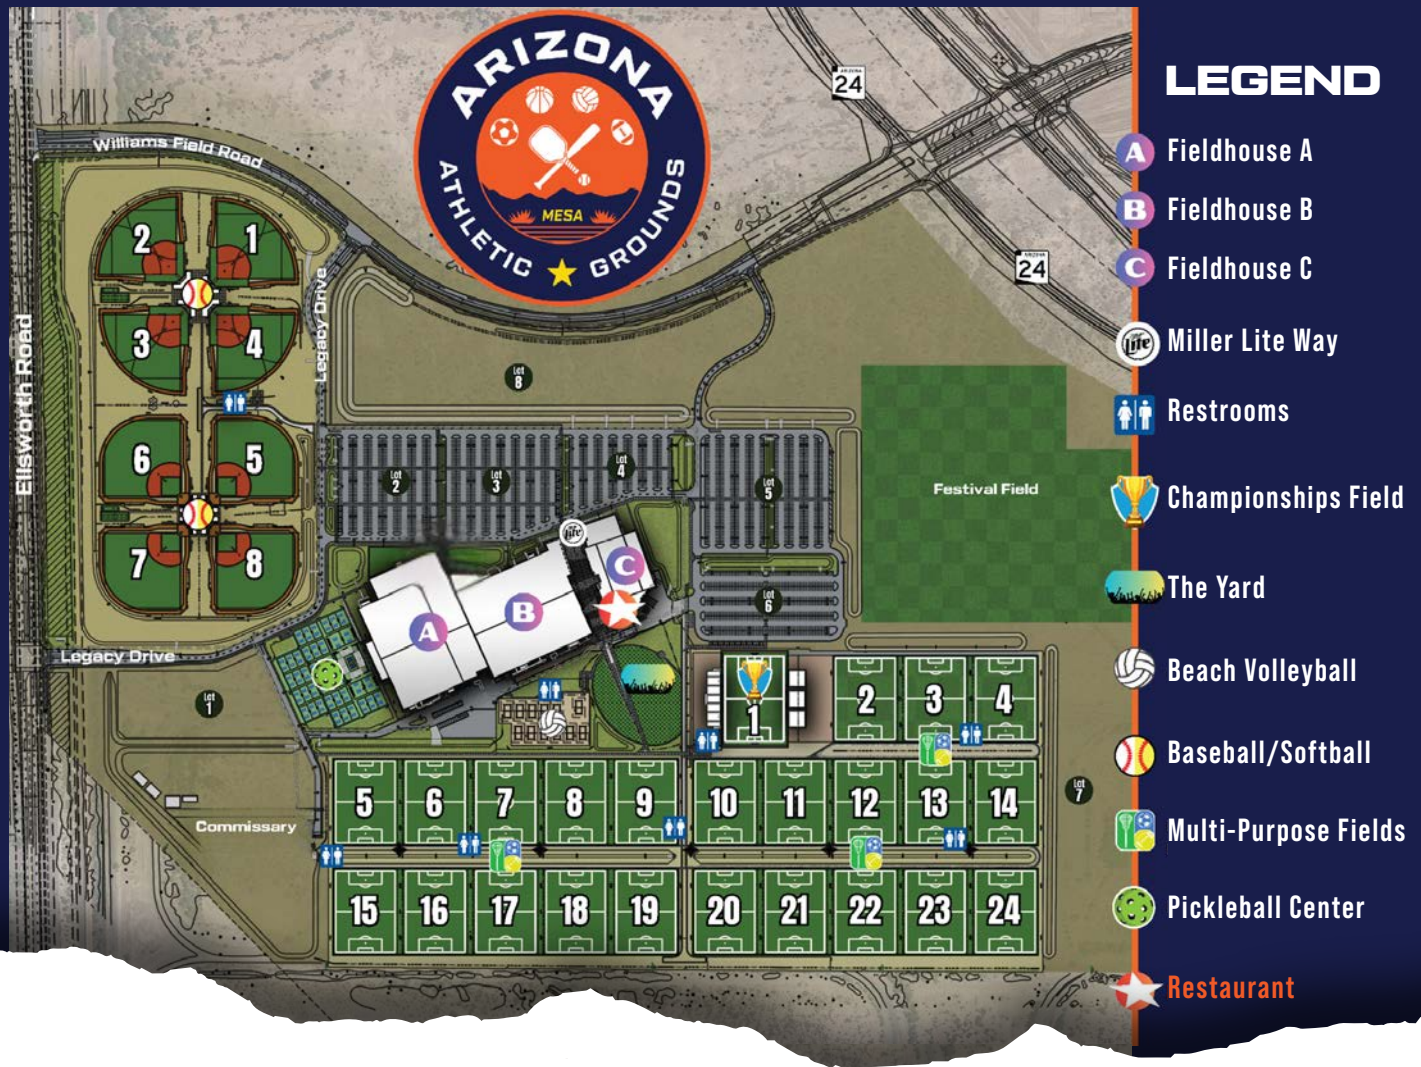 ARIZONA
ATHLETIC GROUNDS
MESA
ARIZONA
24
ARIZONA
24
Williams Field Road
Legacy Drive
Ellsworth Road
2
1
3
4
6
5
7
8
Lot
8
Lot
2
Lot
3
Lot
4
Lot
5
Lot
6
Festival Field
Lite
A
B
C
Legacy Drive
Lot
1
Lot
7
Commissary
1
2
3
4
5
6
7
8
9
10
11
12
13
14
15
16
17
18
19
20
21
22
23
24
LEGEND
A Fieldhouse A
B Fieldhouse B
C Fieldhouse C
Lite Miller Lite Way
Restrooms
Championships Field
The Yard
Beach Volleyball
Baseball/Softball
Multi-Purpose Fields
Pickleball Center
Restaurant